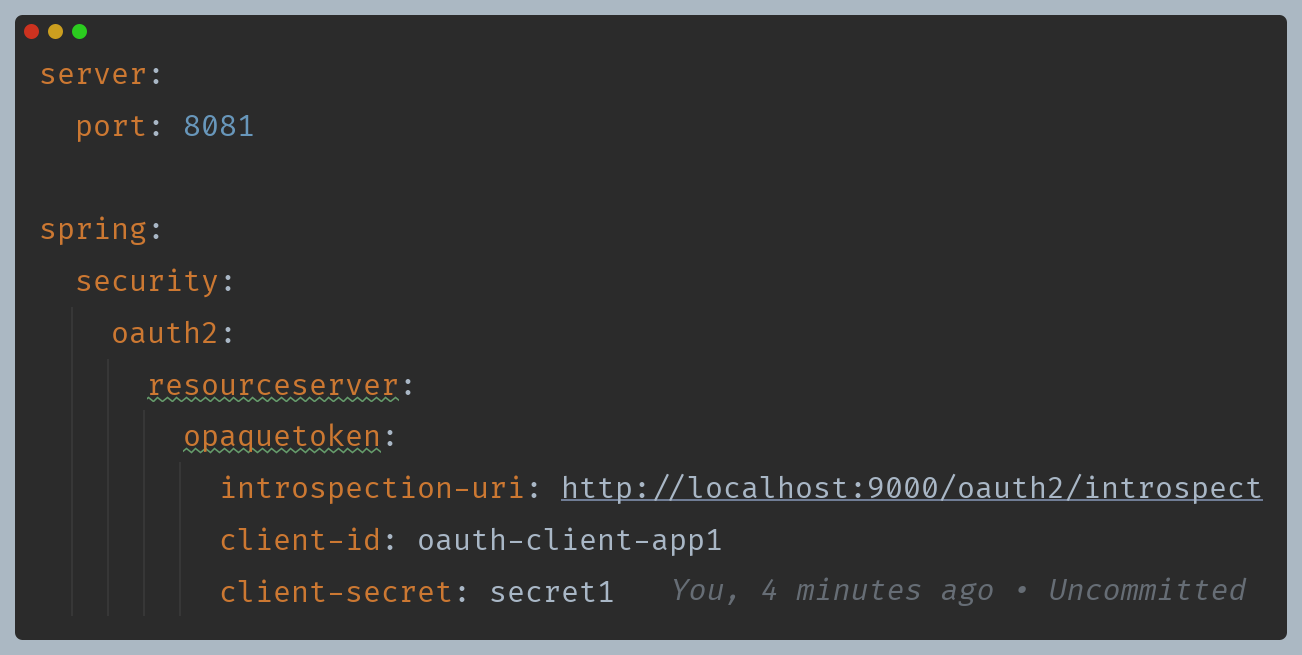 server:
  port: 8081

spring:
  security:
    oauth2:
      resourceserver:
        opaquetoken:
          introspection-uri: http://localhost:9000/oauth2/introspect
          client-id: oauth-client-app1
          client-secret: secret1    You, 4 minutes ago • Uncommitted